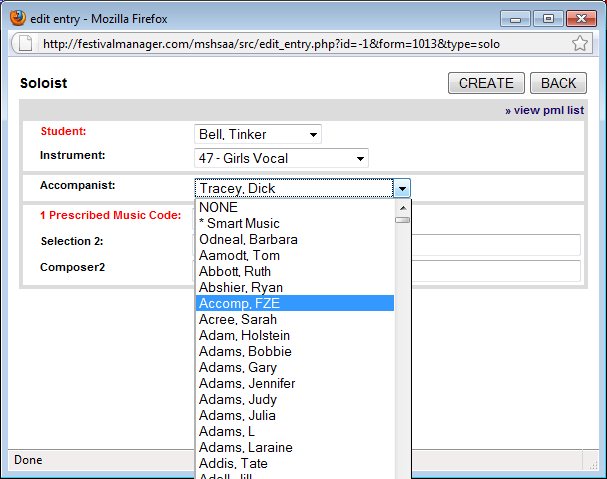 edit entry - Mozilla Firefox
http://festivalmanager.com/mshsaa/src/edit_entry.php?id=-1&form=1013&type=solo
Soloist CREATE BACK
» view pml list
Student: Bell, Tinker
Instrument: 47 - Girls Vocal
Accompanist: Tracey, Dick
NONE
1 Prescribed Music Code: * Smart Music
Selection 2: Odneal, Barbara
Aamodt, Tom
Composer2 Abbott, Ruth
Abshier, Ryan
Accomp, FZE
Acree, Sarah
Adam, Holstein
Adams, Bobbie
Adams, Gary
Adams, Jennifer
Adams, Judy
Adams, Julia
Adams, L
Adams, Laraine
Done Addis, Tate
Adell, Jill